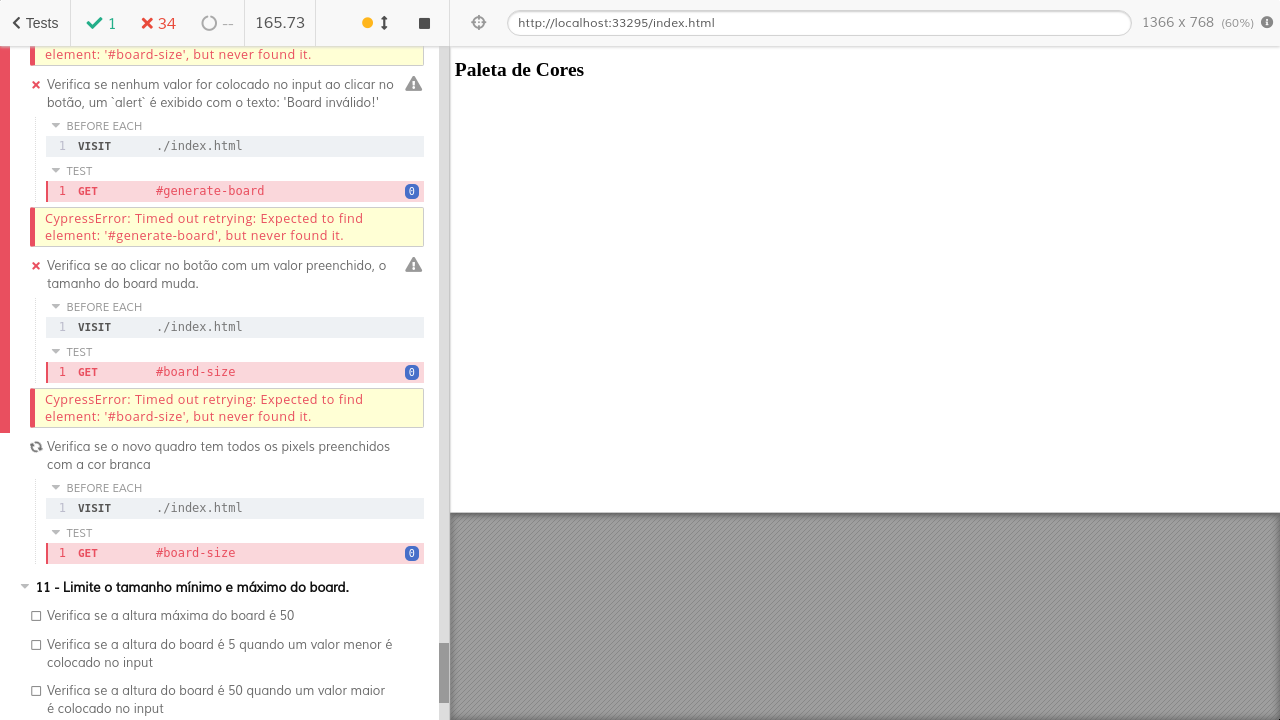 Tests
1
34
--
165.73
http://localhost:33295/index.html
1366 x 768 (60%)
element: '#board-size', but never found it.
Verifica se nenhum valor for colocado no input ao clicar no
botão, um `alert` é exibido com o texto: 'Board inválido!'
BEFORE EACH
1 VISIT ./index.html
TEST
1 GET #generate-board 0
CypressError: Timed out retrying: Expected to find
element: '#generate-board', but never found it.
Verifica se ao clicar no botão com um valor preenchido, o
tamanho do board muda.
BEFORE EACH
1 VISIT ./index.html
TEST
1 GET #board-size 0
CypressError: Timed out retrying: Expected to find
element: '#board-size', but never found it.
Verifica se o novo quadro tem todos os pixels preenchidos
com a cor branca
BEFORE EACH
1 VISIT ./index.html
TEST
1 GET #board-size 0
11 - Limite o tamanho mínimo e máximo do board.
Verifica se a altura máxima do board é 50
Verifica se a altura do board é 5 quando um valor menor é
colocado no input
Verifica se a altura do board é 50 quando um valor maior
é colocado no input
Paleta de Cores